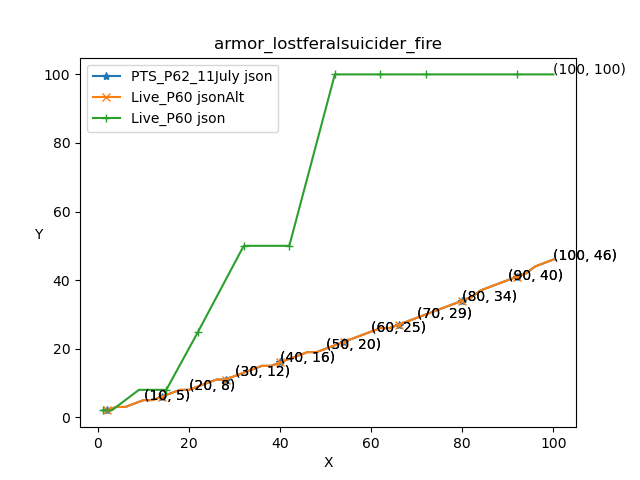 armor_lostferalsuicider_fire
PTS_P62_11July json
Live_P60 jsonAlt
Live_P60 json
(100, 100)
(100, 46)
(90, 40)
(80, 34)
(70, 29)
(60, 25)
(50, 20)
(40, 16)
(30, 12)
(20, 8)
(10, 5)
Y
100
80
60
40
20
0
0 20 40 60 80 100
X